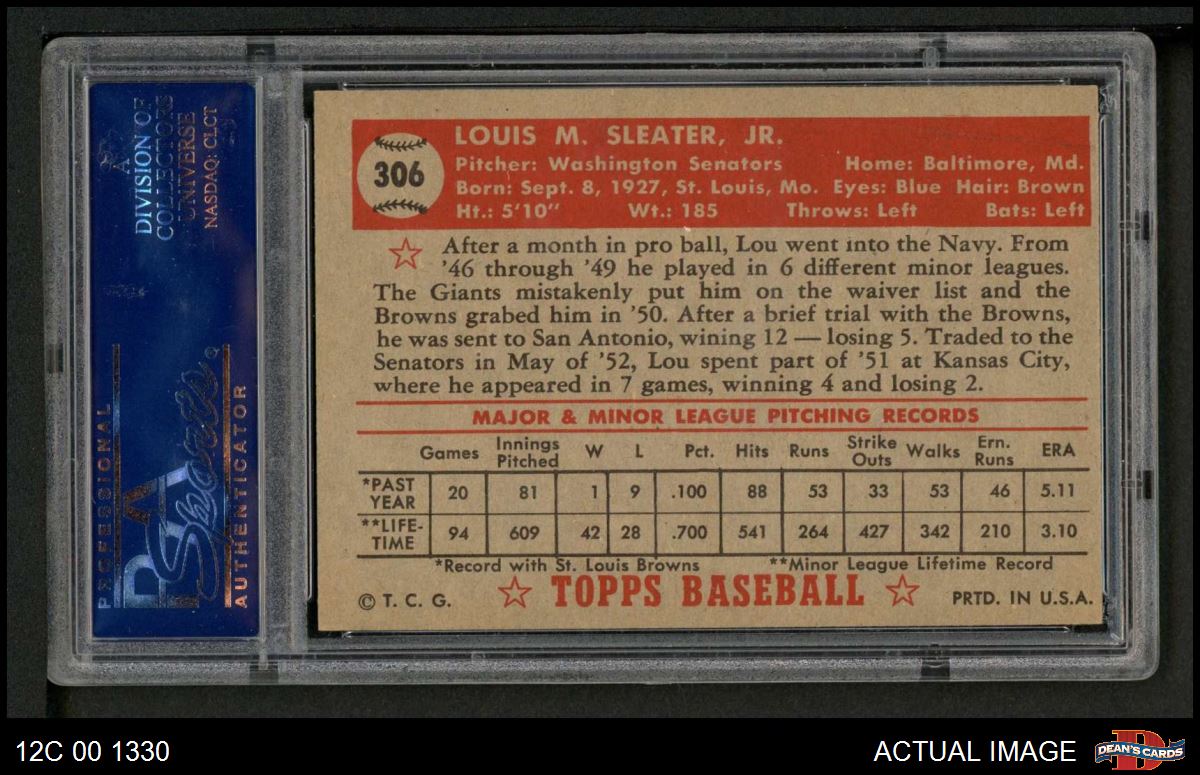 DIVISION OF
COLLECTORS
UNIVERSE
NASDAQ: CLCT
PROFESSIONAL
PSA
Sports
AUTHENTICATOR
306
LOUIS M. SLEATER, JR.
Pitcher: Washington Senators Home: Baltimore, Md.
Born: Sept. 8, 1927, St. Louis, Mo. Eyes: Blue Hair: Brown
Ht.: 5'10" Wt.: 185 Throws: Left Bats: Left
After a month in pro ball, Lou went into the Navy. From
'46 through '49 he played in 6 different minor leagues.
The Giants mistakenly put him on the waiver list and the
Browns grabed him in '50. After a brief trial with the Browns,
he was sent to San Antonio, wining 12 — losing 5. Traded to the
Senators in May of '52, Lou spent part of '51 at Kansas City,
where he appeared in 7 games, winning 4 and losing 2.
MAJOR & MINOR LEAGUE PITCHING RECORDS
Games Innings Pitched W L Pct. Hits Runs Strike Outs Walks Ern. Runs ERA
*PAST YEAR 20 81 1 9 .100 88 53 33 53 46 5.11
**LIFE-TIME 94 609 42 28 .700 541 264 427 342 210 3.10
*Record with St. Louis Browns **Minor League Lifetime Record
© T. C. G. TOPPS BASEBALL PRTD. IN U.S.A.
12C 00 1330 ACTUAL IMAGE DEAN'S CARDS